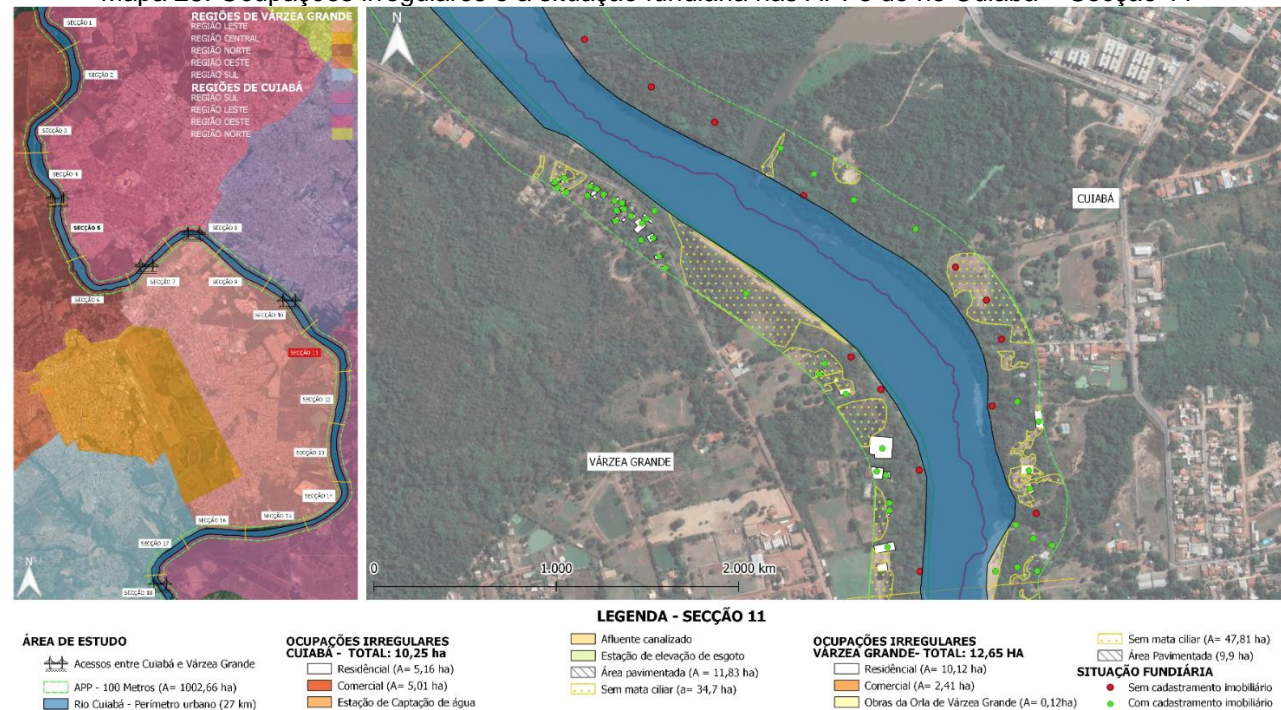 Mapa 23: Ocupações irregulares e a situação fundiária nas APPs do rio Cuiabá – Secção 11
REGIÕES DE VÁRZEA GRANDE
REGIÃO LESTE
REGIÃO CENTRAL
REGIÃO NORTE
REGIÃO OESTE
REGIÃO SUL
REGIÕES DE CUIABÁ
REGIÃO SUL
REGIÃO LESTE
REGIÃO OESTE
REGIÃO NORTE
SECÇÃO 1
SECÇÃO 2
SECÇÃO 3
SECÇÃO 4
SECÇÃO 5
SECÇÃO 6
SECÇÃO 7
SECÇÃO 8
SECÇÃO 9
SECÇÃO 10
SECÇÃO 11
SECÇÃO 12
SECÇÃO 13
SECÇÃO 14
SECÇÃO 15
SECÇÃO 16
SECÇÃO 17
SECÇÃO 18
N
N
CUIABÁ
VÁRZEA GRANDE
0 1.000 2.000 km
LEGENDA - SECÇÃO 11
ÁREA DE ESTUDO
Acessos entre Cuiabá e Várzea Grande
APP - 100 Metros (A= 1002,66 ha)
Rio Cuiabá - Perímetro urbano (27 km)
OCUPAÇÕES IRREGULARES
CUIABÁ - TOTAL: 10,25 ha
Residêncial (A= 5,16 ha)
Comercial (A= 5,01 ha)
Estação de Captação de água
Afluente canalizado
Estação de elevação de esgoto
Área pavimentada (A = 11,83 ha)
Sem mata ciliar (a= 34,7 ha)
OCUPAÇÕES IRREGULARES
VÁRZEA GRANDE- TOTAL: 12,65 HA
Residêncial (A= 10,12 ha)
Comercial (A= 2,41 ha)
Obras da Orla de Várzea Grande (A= 0,12ha)
Sem mata ciliar (A= 47,81 ha)
Área Pavimentada (9,9 ha)
SITUAÇÃO FUNDIÁRIA
Sem cadastramento imobiliário
Com cadastramento imobiliário